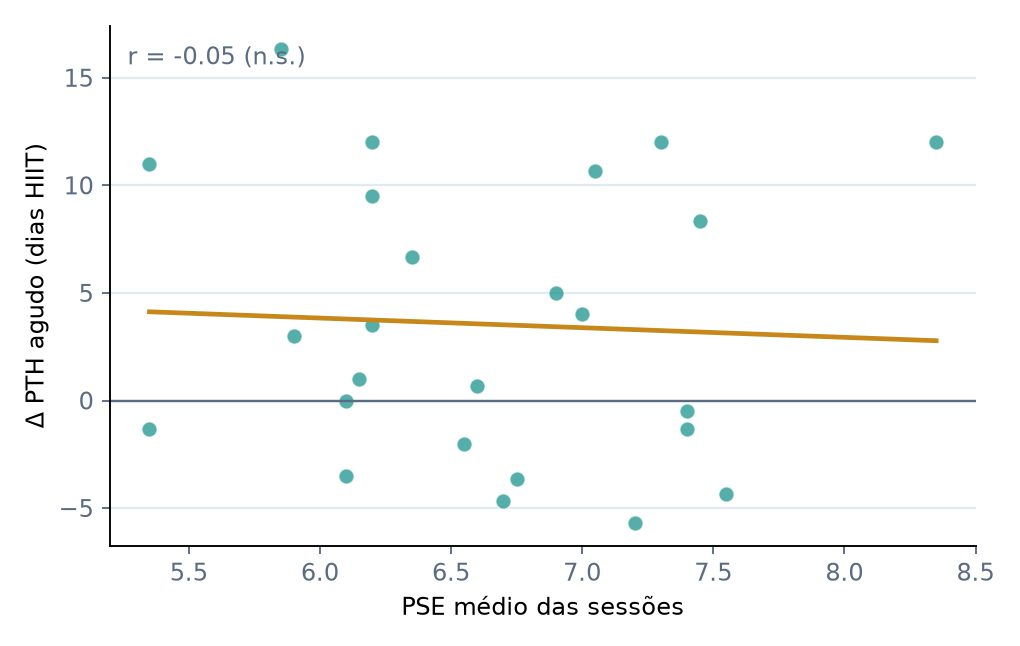 r = -0.05 (n.s.)
15
10
5
0
−5
Δ PTH agudo (dias HIIT)
5.5 6.0 6.5 7.0 7.5 8.0 8.5
PSE médio das sessões